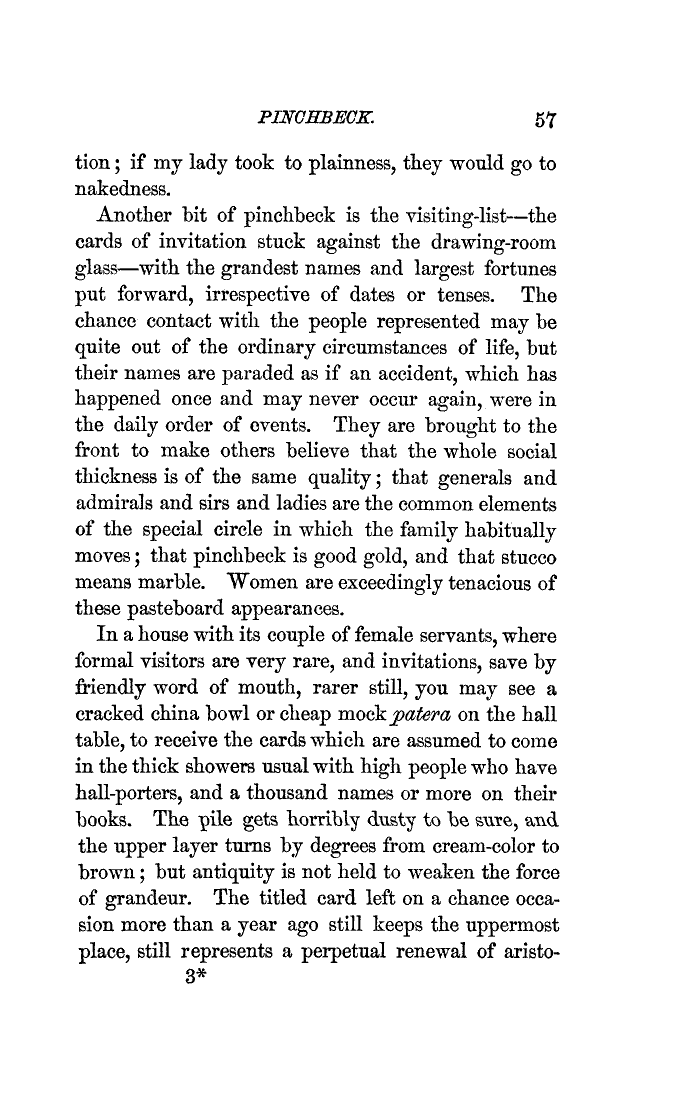 PINCHBECK. 57
tion; if my lady took to plainness, they would go to
nakedness.
Another bit of pinchbeck is the visiting-list—the
cards of invitation stuck against the drawing-room
glass—with the grandest names and largest fortunes
put forward, irrespective of dates or tenses. The
chance contact with the people represented may be
quite out of the ordinary circumstances of life, but
their names are paraded as if an accident, which has
happened once and may never occur again, were in
the daily order of events. They are brought to the
front to make others believe that the whole social
thickness is of the same quality; that generals and
admirals and sirs and ladies are the common elements
of the special circle in which the family habitually
moves; that pinchbeck is good gold, and that stucco
means marble. Women are exceedingly tenacious of
these pasteboard appearances.
In a house with its couple of female servants, where
formal visitors are very rare, and invitations, save by
friendly word of mouth, rarer still, you may see a
cracked china bowl or cheap mock patera on the hall
table, to receive the cards which are assumed to come
in the thick showers usual with high people who have
hall-porters, and a thousand names or more on their
books. The pile gets horribly dusty to be sure, and
the upper layer turns by degrees from cream-color to
brown; but antiquity is not held to weaken the force
of grandeur. The titled card left on a chance occa-
sion more than a year ago still keeps the uppermost
place, still represents a perpetual renewal of aristo-
3*